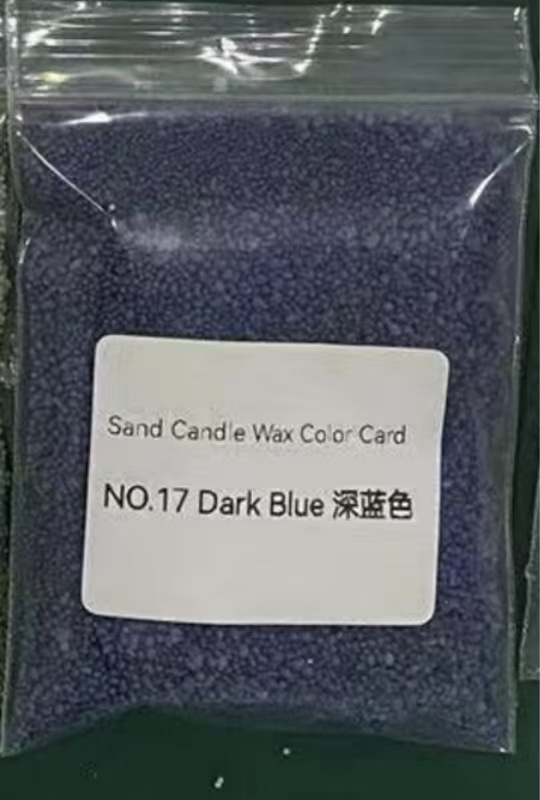 Sand Candle Wax Color Card
NO.17 Dark Blue 深蓝色